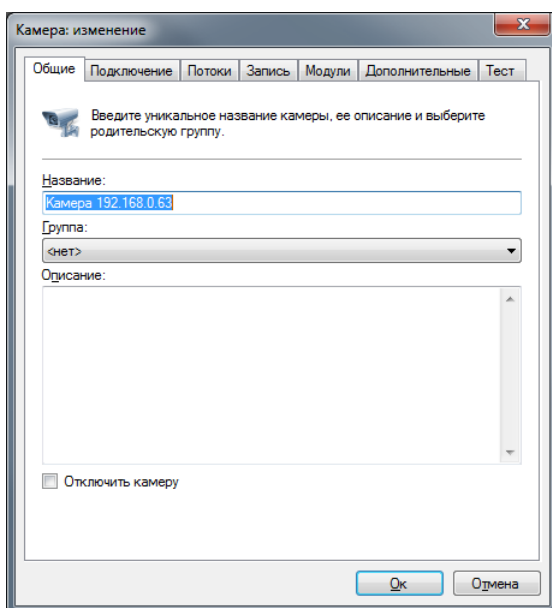 Камера: изменение
Общие Подключение Потоки Запись Модули Дополнительные Тест
Введите уникальное название камеры, ее описание и выберите
родительскую группу.
Название:
Камера 192.168.0.63
Группа:
<нет>
Описание:
Отключить камеру
Ок Отмена